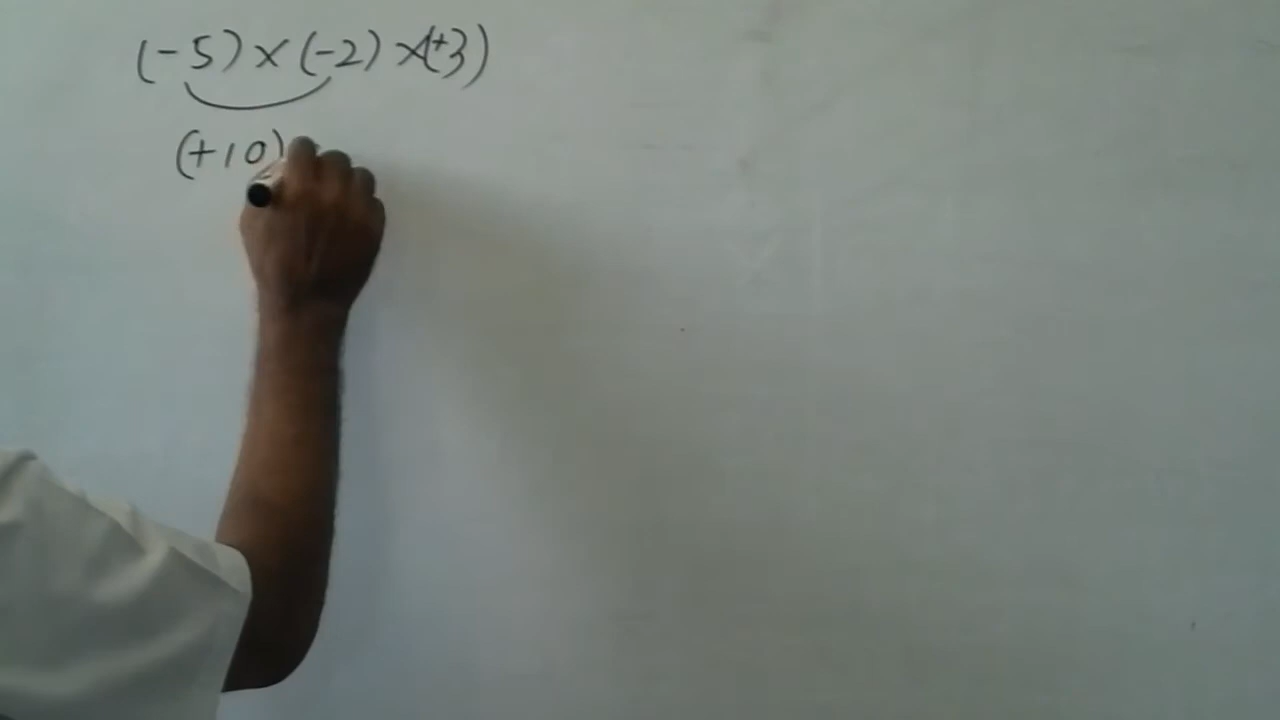 (-5) × (-2) × (+3)
(+10)